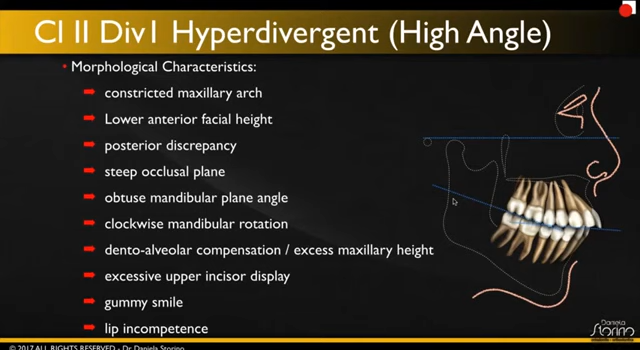 Cl II Div1 Hyperdivergent (High Angle)
• Morphological Characteristics:
constricted maxillary arch
Lower anterior facial height
posterior discrepancy
steep occlusal plane
obtuse mandibular plane angle
clockwise mandibular rotation
dento-alveolar compensation / excess maxillary height
excessive upper incisor display
gummy smile
lip incompetence
Daniela
Storino
© 2017 ALL RIGHTS RESERVED - Dr. Daniela Storino